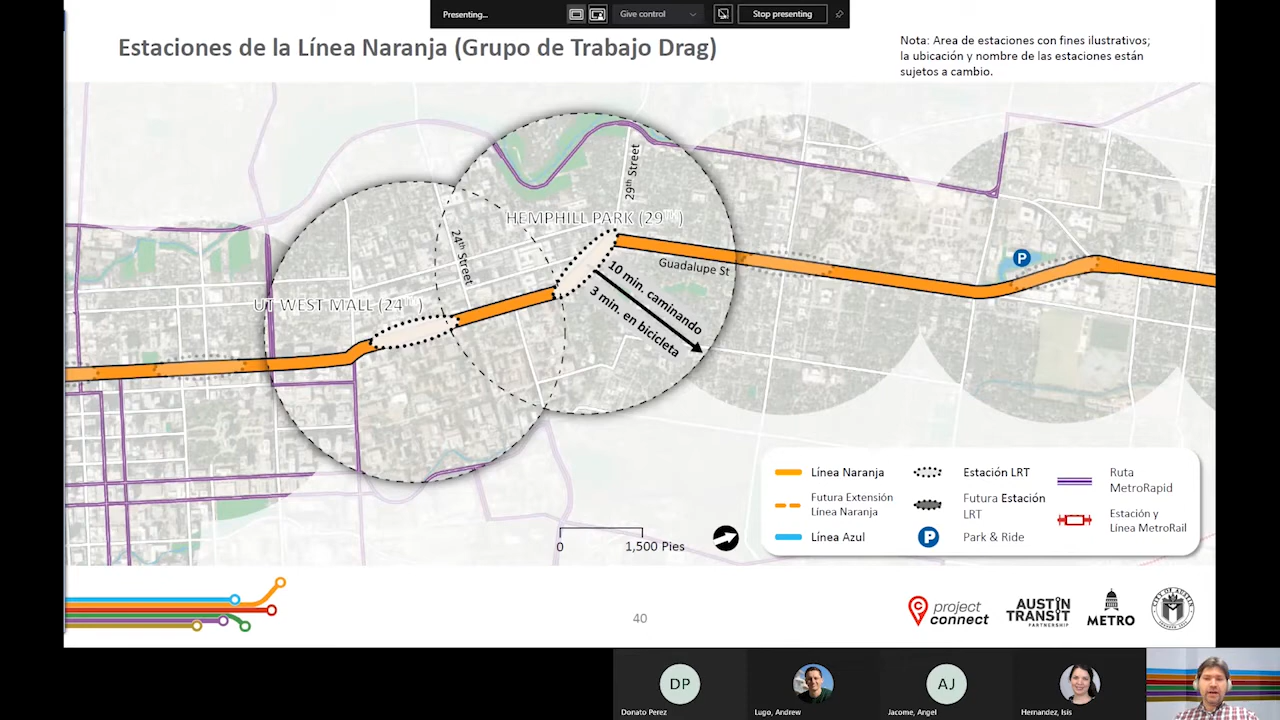 Presenting...
Give control
Stop presenting
Estaciones de la Línea Naranja (Grupo de Trabajo Drag)
Nota: Area de estaciones con fines ilustrativos;
la ubicación y nombre de las estaciones están
sujetos a cambio.
29th Street
HEMPHILL PARK (29TH)
24th Street
Guadalupe St
P
10 min. caminando
3 min. en bicicleta
UT WEST MALL (24TH)
Línea Naranja
Estación LRT
Ruta
MetroRapid
Futura Extensión
Línea Naranja
Futura Estación
LRT
Estación y
Línea MetroRail
Línea Azul
P
Park & Ride
0
1,500 Pies
40
project
connect
AUSTIN
TRANSIT
PARTNERSHIP
METRO
CITY OF AUSTIN
DP
AJ
Donato Perez
Lugo, Andrew
Jacome, Angel
Hernandez, Isis